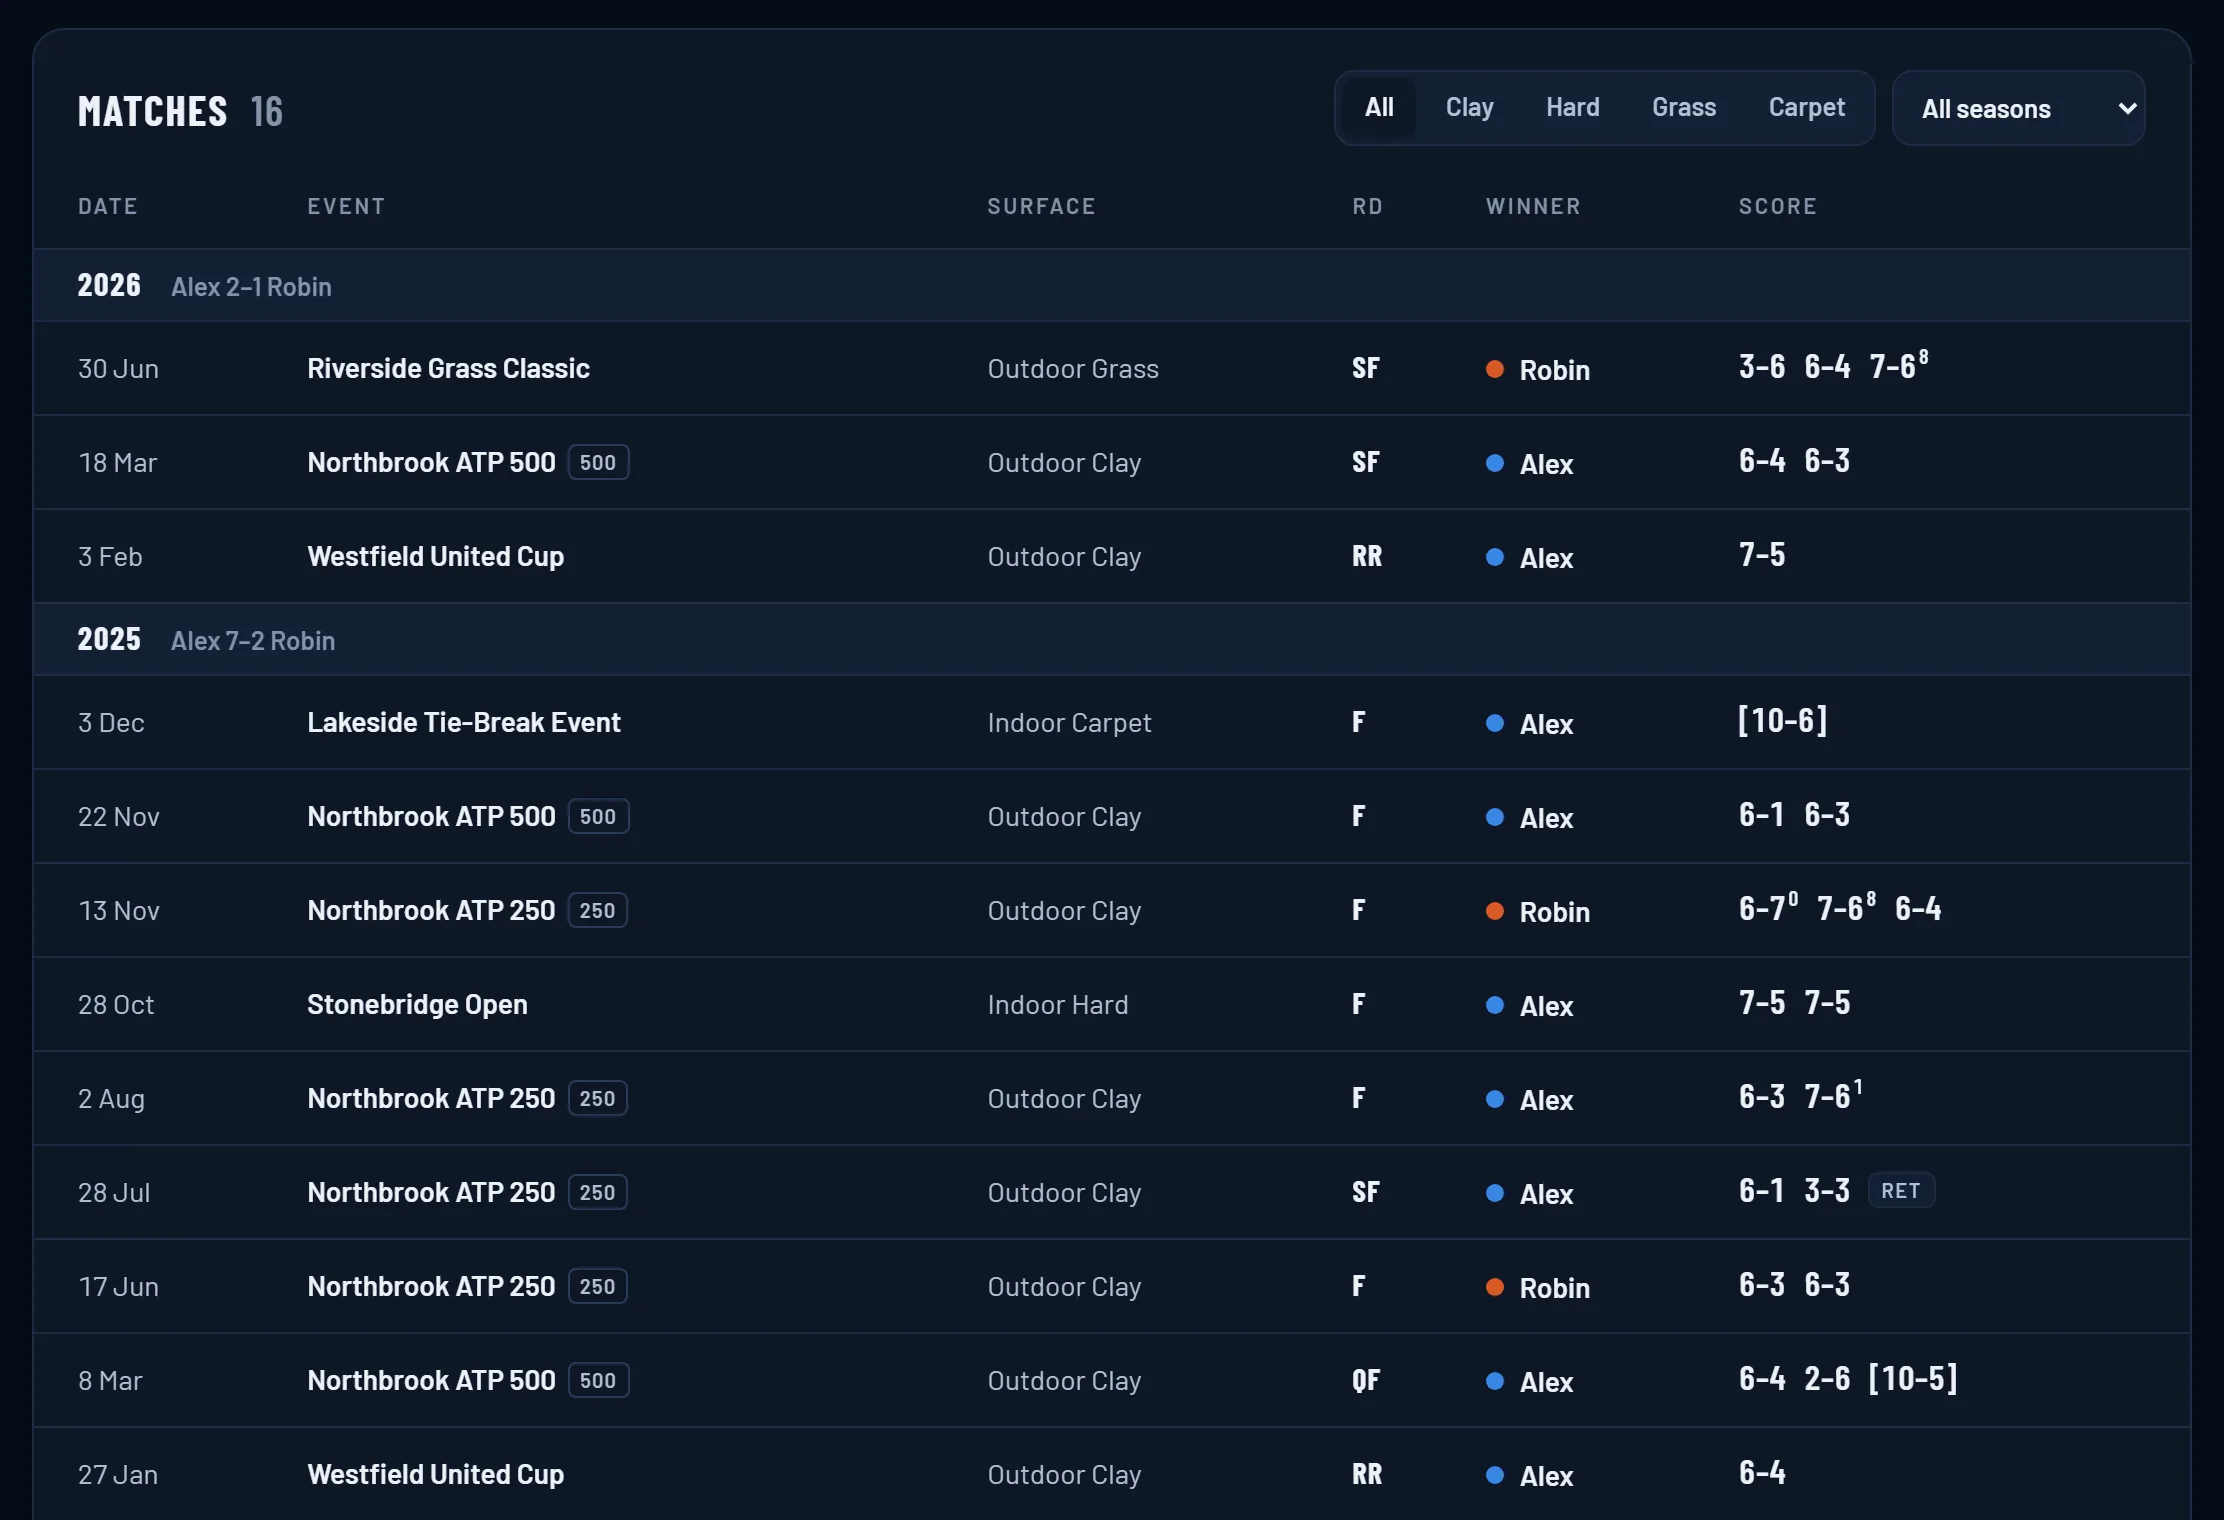 MATCHES 16 All Clay Hard Grass Carpet All seasons
DATE EVENT SURFACE RD WINNER SCORE
2026 Alex 2–1 Robin
30 Jun Riverside Grass Classic Outdoor Grass SF Robin 3–6 6–4 7–6⁸
18 Mar Northbrook ATP 500 500 Outdoor Clay SF Alex 6–4 6–3
3 Feb Westfield United Cup Outdoor Clay RR Alex 7–5
2025 Alex 7–2 Robin
3 Dec Lakeside Tie-Break Event Indoor Carpet F Alex [10–6]
22 Nov Northbrook ATP 500 500 Outdoor Clay F Alex 6–1 6–3
13 Nov Northbrook ATP 250 250 Outdoor Clay F Robin 6–7⁰ 7–6⁸ 6–4
28 Oct Stonebridge Open Indoor Hard F Alex 7–5 7–5
2 Aug Northbrook ATP 250 250 Outdoor Clay F Alex 6–3 7–6¹
28 Jul Northbrook ATP 250 250 Outdoor Clay SF Alex 6–1 3–3 RET
17 Jun Northbrook ATP 250 250 Outdoor Clay F Robin 6–3 6–3
8 Mar Northbrook ATP 500 500 Outdoor Clay QF Alex 6–4 2–6 [10–5]
27 Jan Westfield United Cup Outdoor Clay RR Alex 6–4